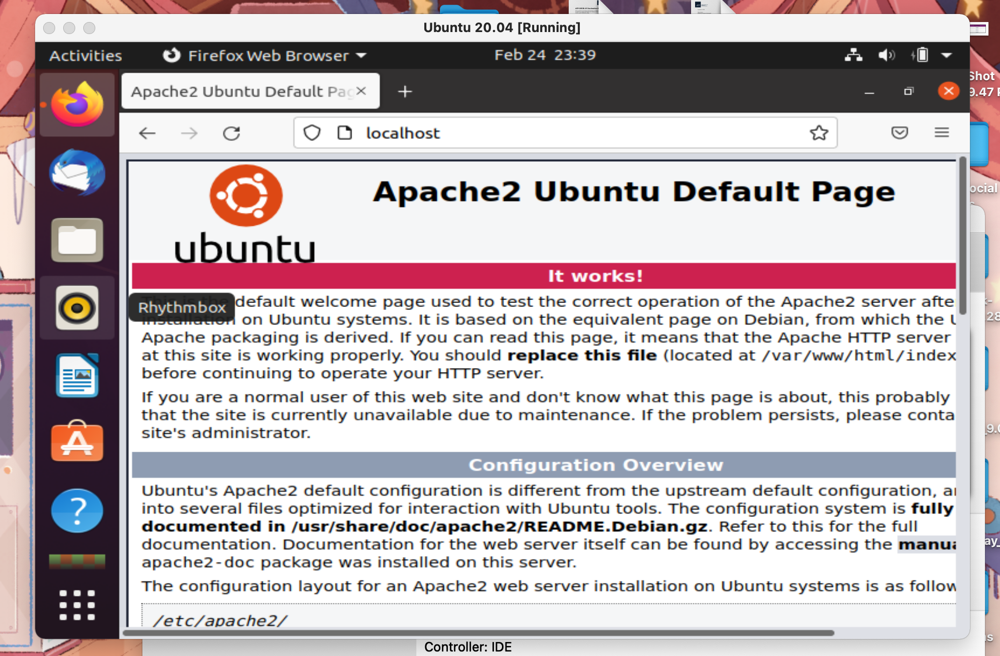 Ubuntu 20.04 [Running]
Activities
Firefox Web Browser
Feb 24 23:39
Shot
9.47
Apache2 Ubuntu Default Pag
localhost
ubuntu
Apache2 Ubuntu Default Page
It works!
Rhythmbox
This is the default welcome page used to test the correct operation of the Apache2 server afte
installation on Ubuntu systems. It is based on the equivalent page on Debian, from which the U
Apache packaging is derived. If you can read this page, it means that the Apache HTTP server
at this site is working properly. You should replace this file (located at /var/www/html/index
before continuing to operate your HTTP server.
If you are a normal user of this web site and don't know what this page is about, this probably
that the site is currently unavailable due to maintenance. If the problem persists, please conta
site's administrator.
Configuration Overview
Ubuntu's Apache2 default configuration is different from the upstream default configuration, a
into several files optimized for interaction with Ubuntu tools. The configuration system is fully
documented in /usr/share/doc/apache2/README.Debian.gz. Refer to this for the full
documentation. Documentation for the web server itself can be found by accessing the manua
apache2-doc package was installed on this server.
The configuration layout for an Apache2 web server installation on Ubuntu systems is as follow
/etc/apache2/
Controller: IDE
ocial
28
9.0
ay_